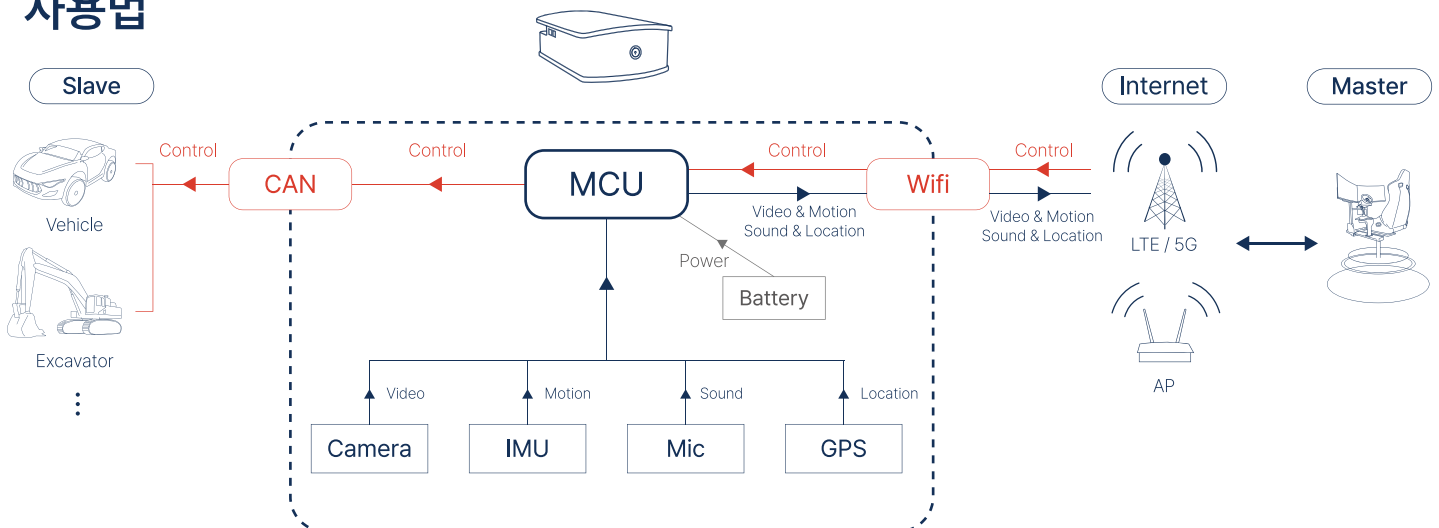 사용법
Slave
Internet
Master
Control
Control
Control
Control
CAN
MCU
Wifi
Vehicle
Video & Motion
Sound & Location
Video & Motion
Sound & Location
LTE / 5G
Power
Battery
Excavator
AP
Video
Motion
Sound
Location
Camera
IMU
Mic
GPS